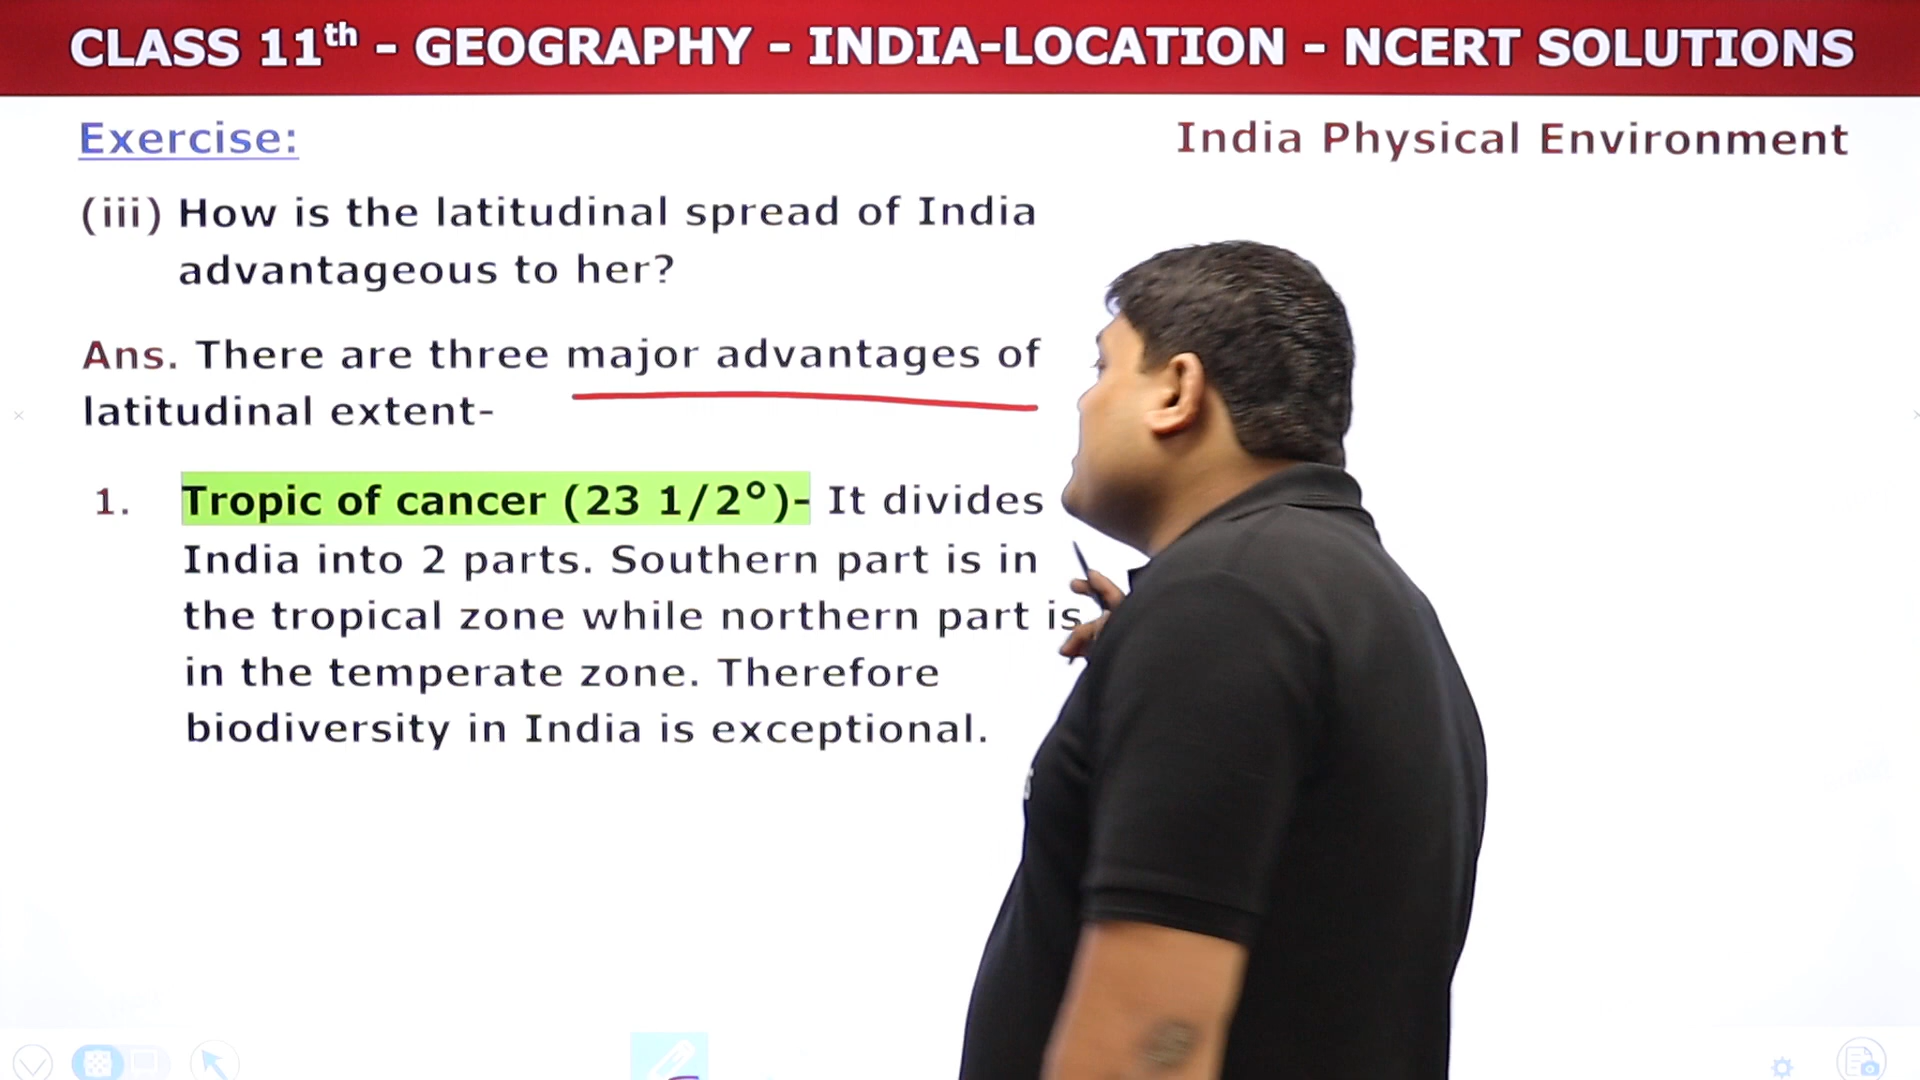 CLASS 11th - GEOGRAPHY - INDIA-LOCATION - NCERT SOLUTIONS
Exercise:
India Physical Environment
(iii) How is the latitudinal spread of India
advantageous to her?
Ans. There are three major advantages of
latitudinal extent-
1. Tropic of cancer (23 1/2°)- It divides
India into 2 parts. Southern part is in
the tropical zone while northern part is
in the temperate zone. Therefore
biodiversity in India is exceptional.